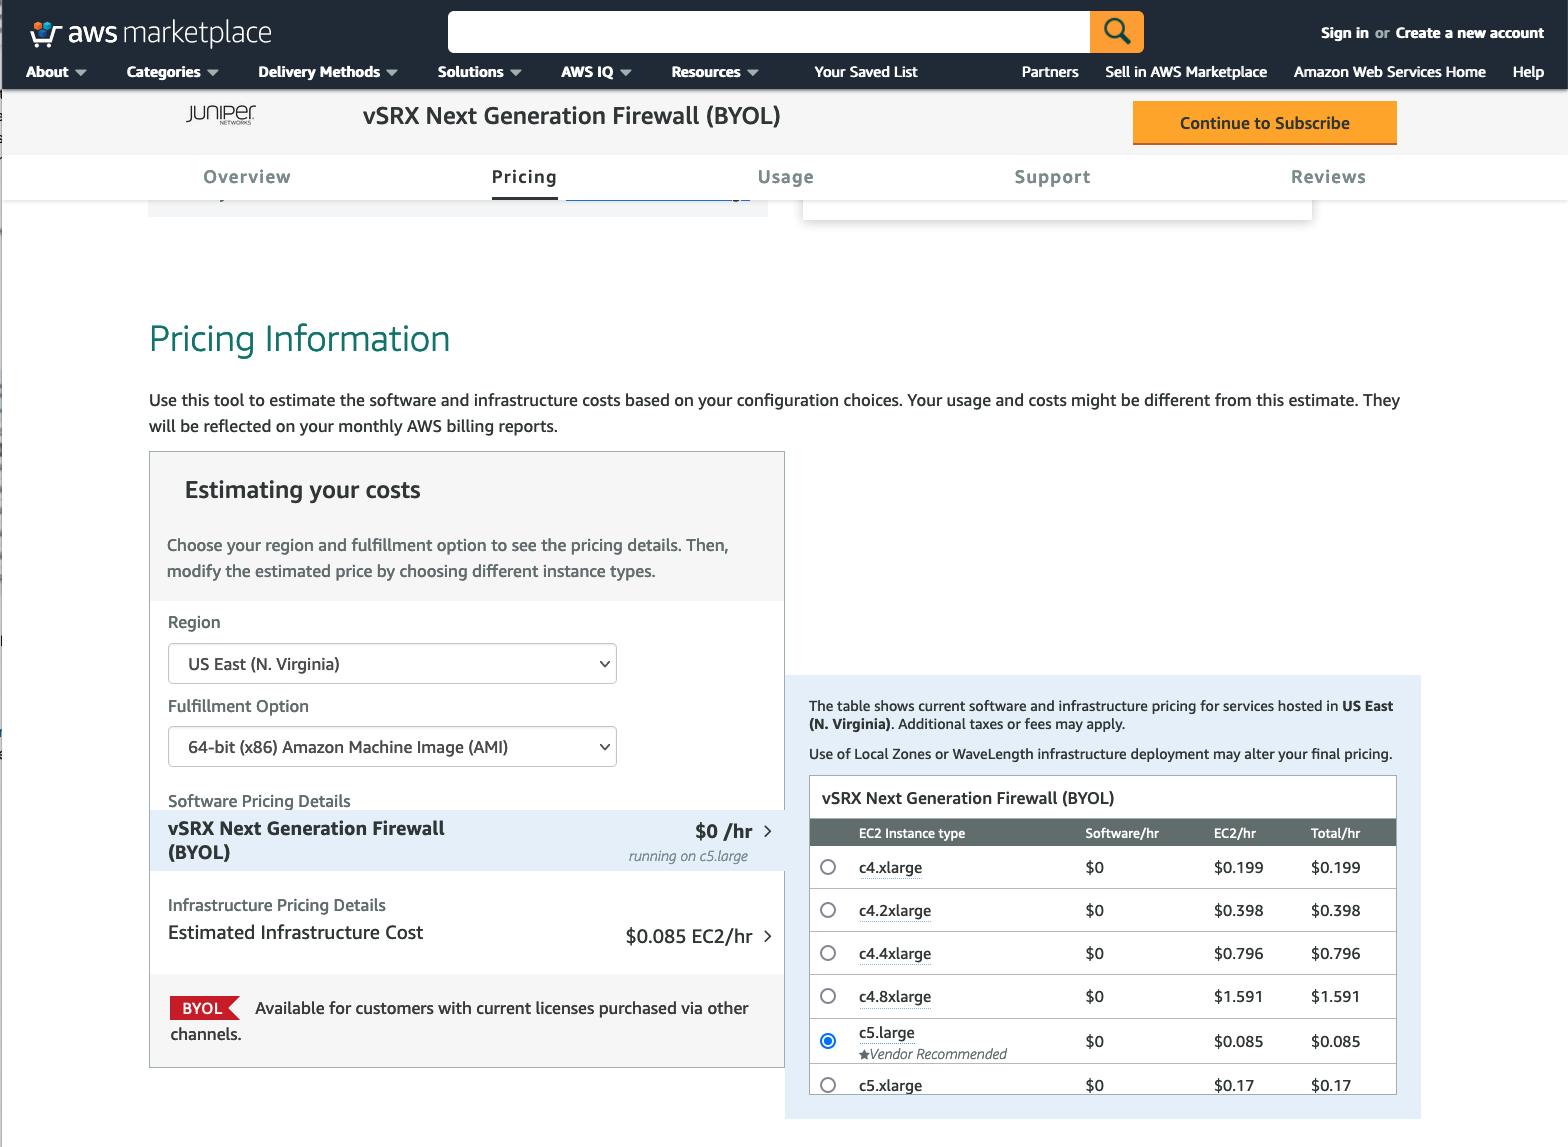 aws marketplace
Sign in or Create a new account
About Categories Delivery Methods Solutions AWS IQ Resources Your Saved List Partners Sell in AWS Marketplace Amazon Web Services Home Help
JUNIPER NETWORKS
vSRX Next Generation Firewall (BYOL)
Continue to Subscribe
Overview Pricing Usage Support Reviews
Pricing Information
Use this tool to estimate the software and infrastructure costs based on your configuration choices. Your usage and costs might be different from this estimate. They
will be reflected on your monthly AWS billing reports.
Estimating your costs
Choose your region and fulfillment option to see the pricing details. Then,
modify the estimated price by choosing different instance types.
Region
US East (N. Virginia)
Fulfillment Option
64-bit (x86) Amazon Machine Image (AMI)
Software Pricing Details
vSRX Next Generation Firewall
(BYOL)
$0 /hr
running on c5.large
Infrastructure Pricing Details
Estimated Infrastructure Cost
$0.085 EC2/hr
BYOL Available for customers with current licenses purchased via other
channels.
The table shows current software and infrastructure pricing for services hosted in US East
(N. Virginia). Additional taxes or fees may apply.
Use of Local Zones or WaveLength infrastructure deployment may alter your final pricing.
vSRX Next Generation Firewall (BYOL)
EC2 Instance type Software/hr EC2/hr Total/hr
c4.xlarge $0 $0.199 $0.199
c4.2xlarge $0 $0.398 $0.398
c4.4xlarge $0 $0.796 $0.796
c4.8xlarge $0 $1.591 $1.591
c5.large $0 $0.085 $0.085
★Vendor Recommended
c5.xlarge $0 $0.17 $0.17